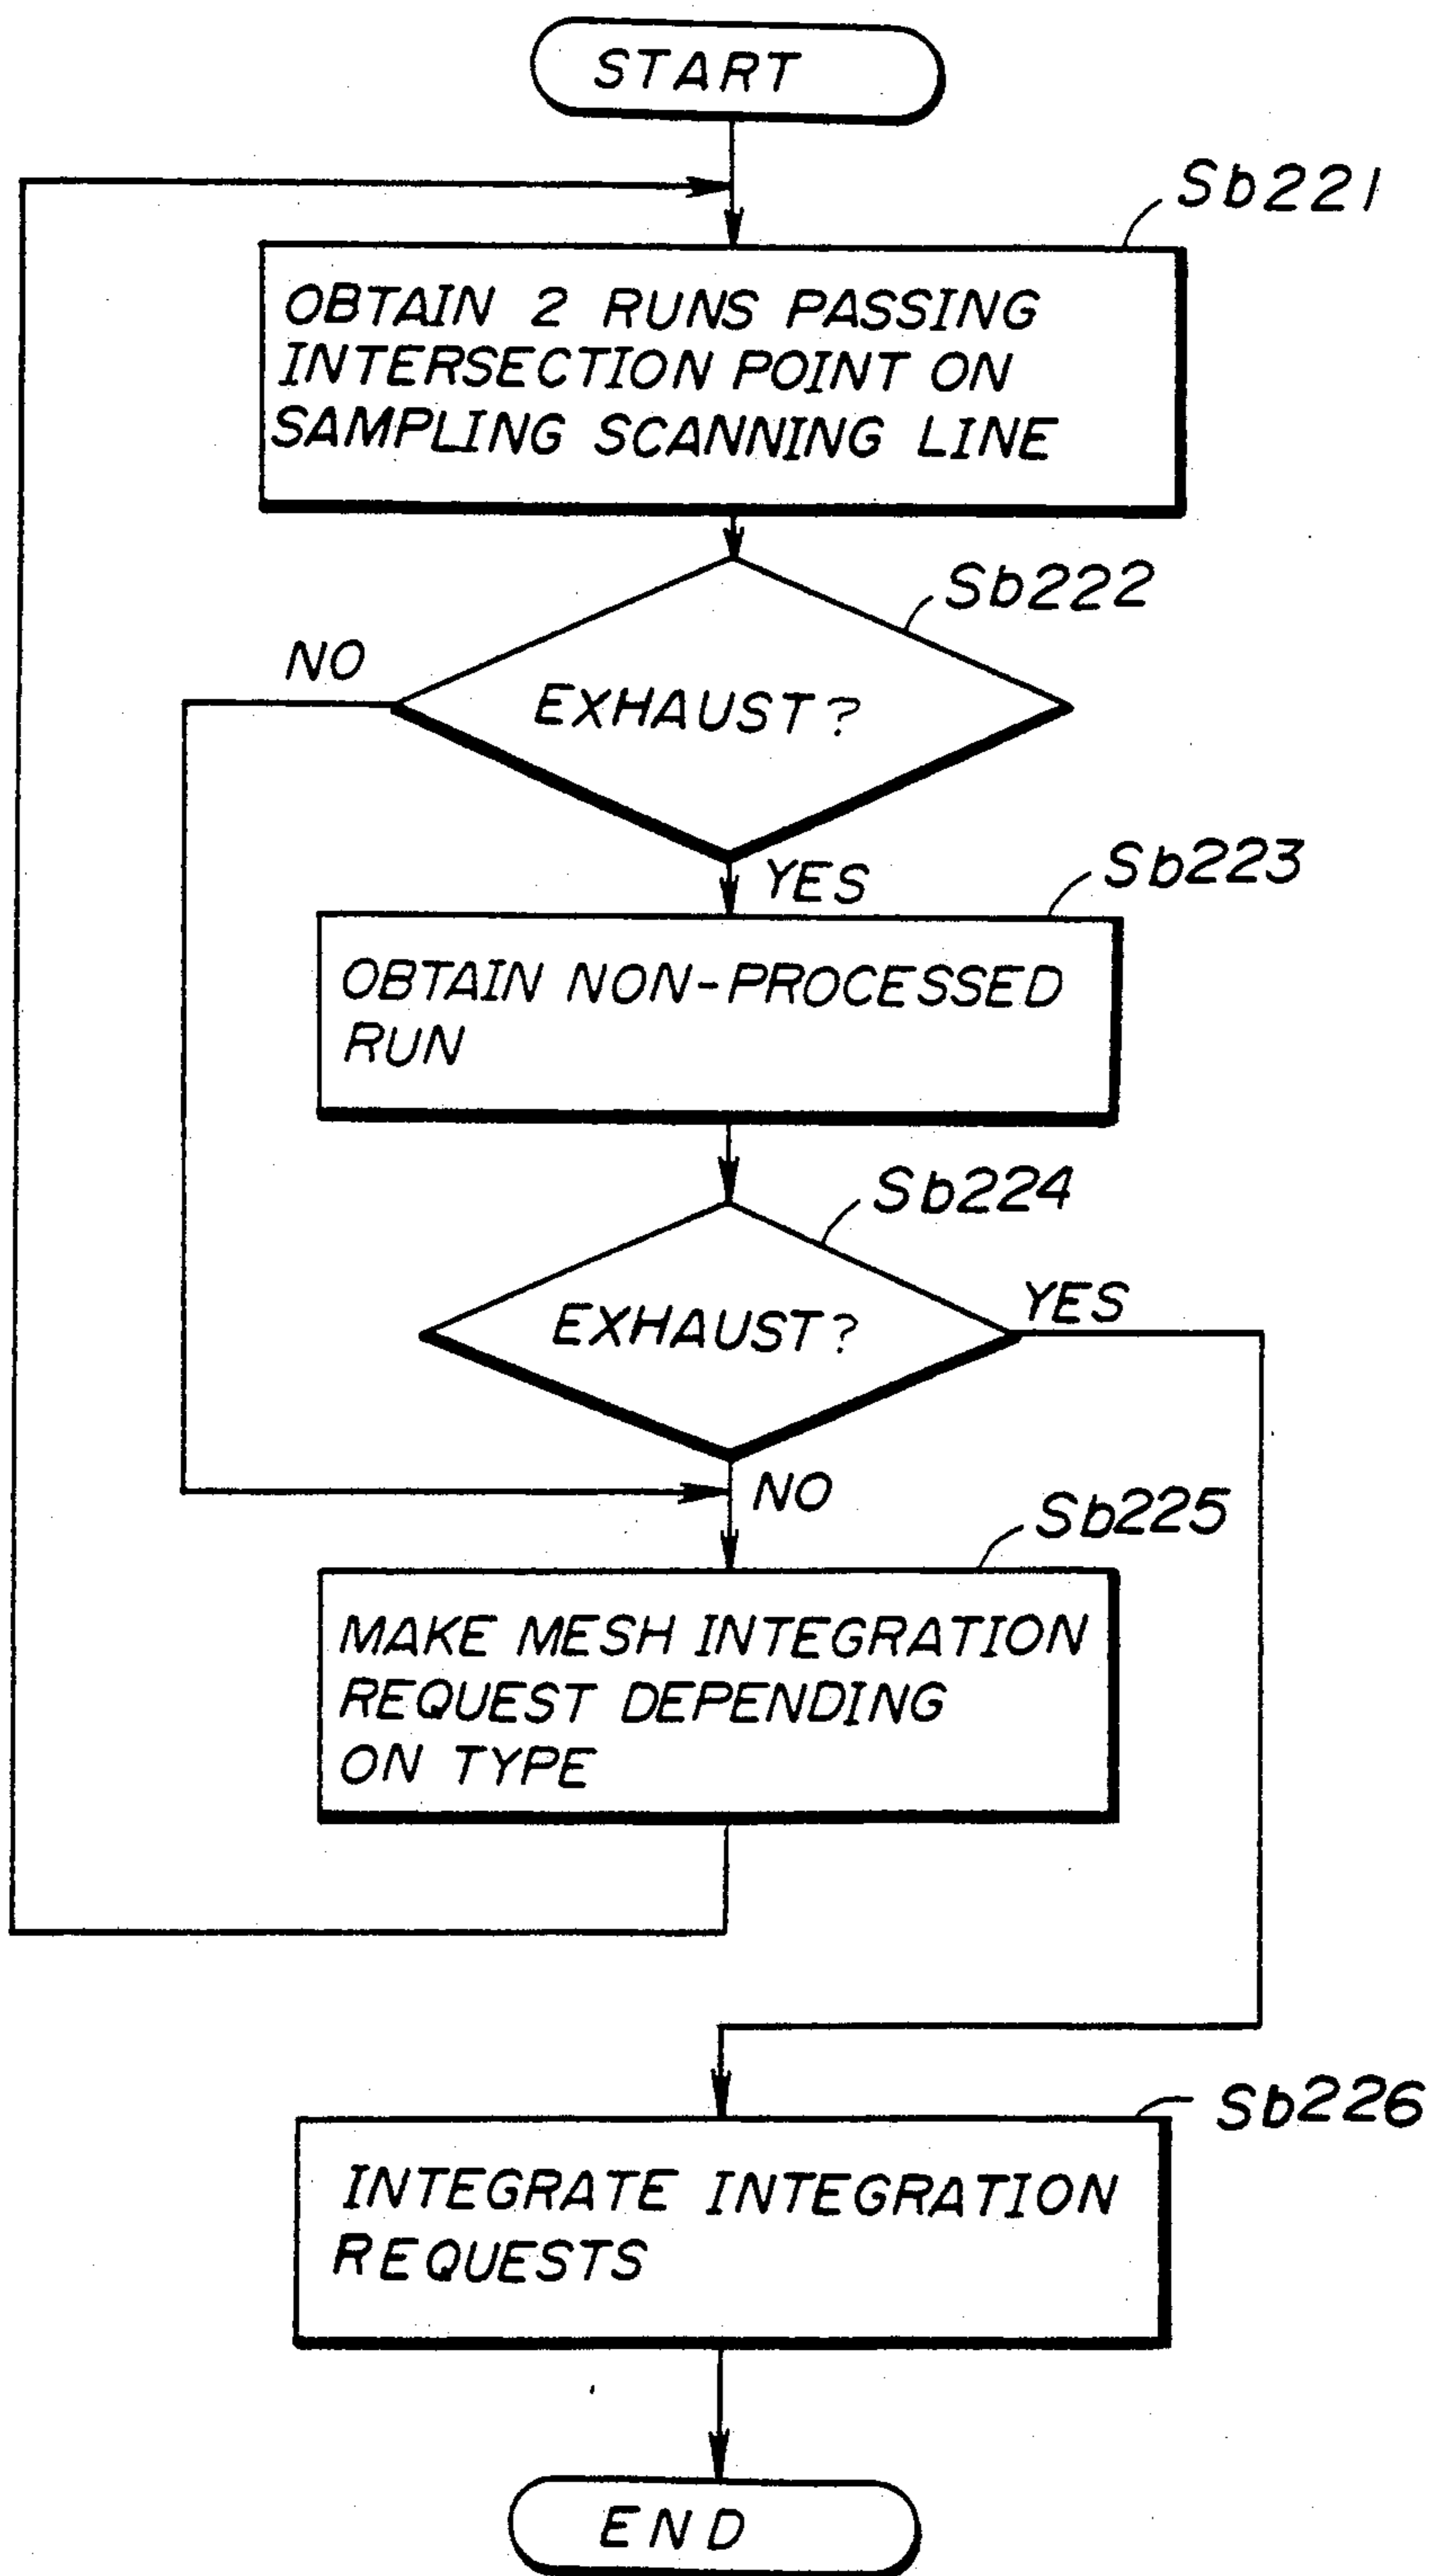 START
Sb221
OBTAIN 2 RUNS PASSING
INTERSECTION POINT ON
SAMPLING SCANNING LINE
Sb222
NO
EXHAUST?
YES
Sb223
OBTAIN NON-PROCESSED
RUN
Sb224
EXHAUST?
YES
NO
Sb225
MAKE MESH INTEGRATION
REQUEST DEPENDING
ON TYPE
Sb226
INTEGRATE INTEGRATION
REQUESTS
END